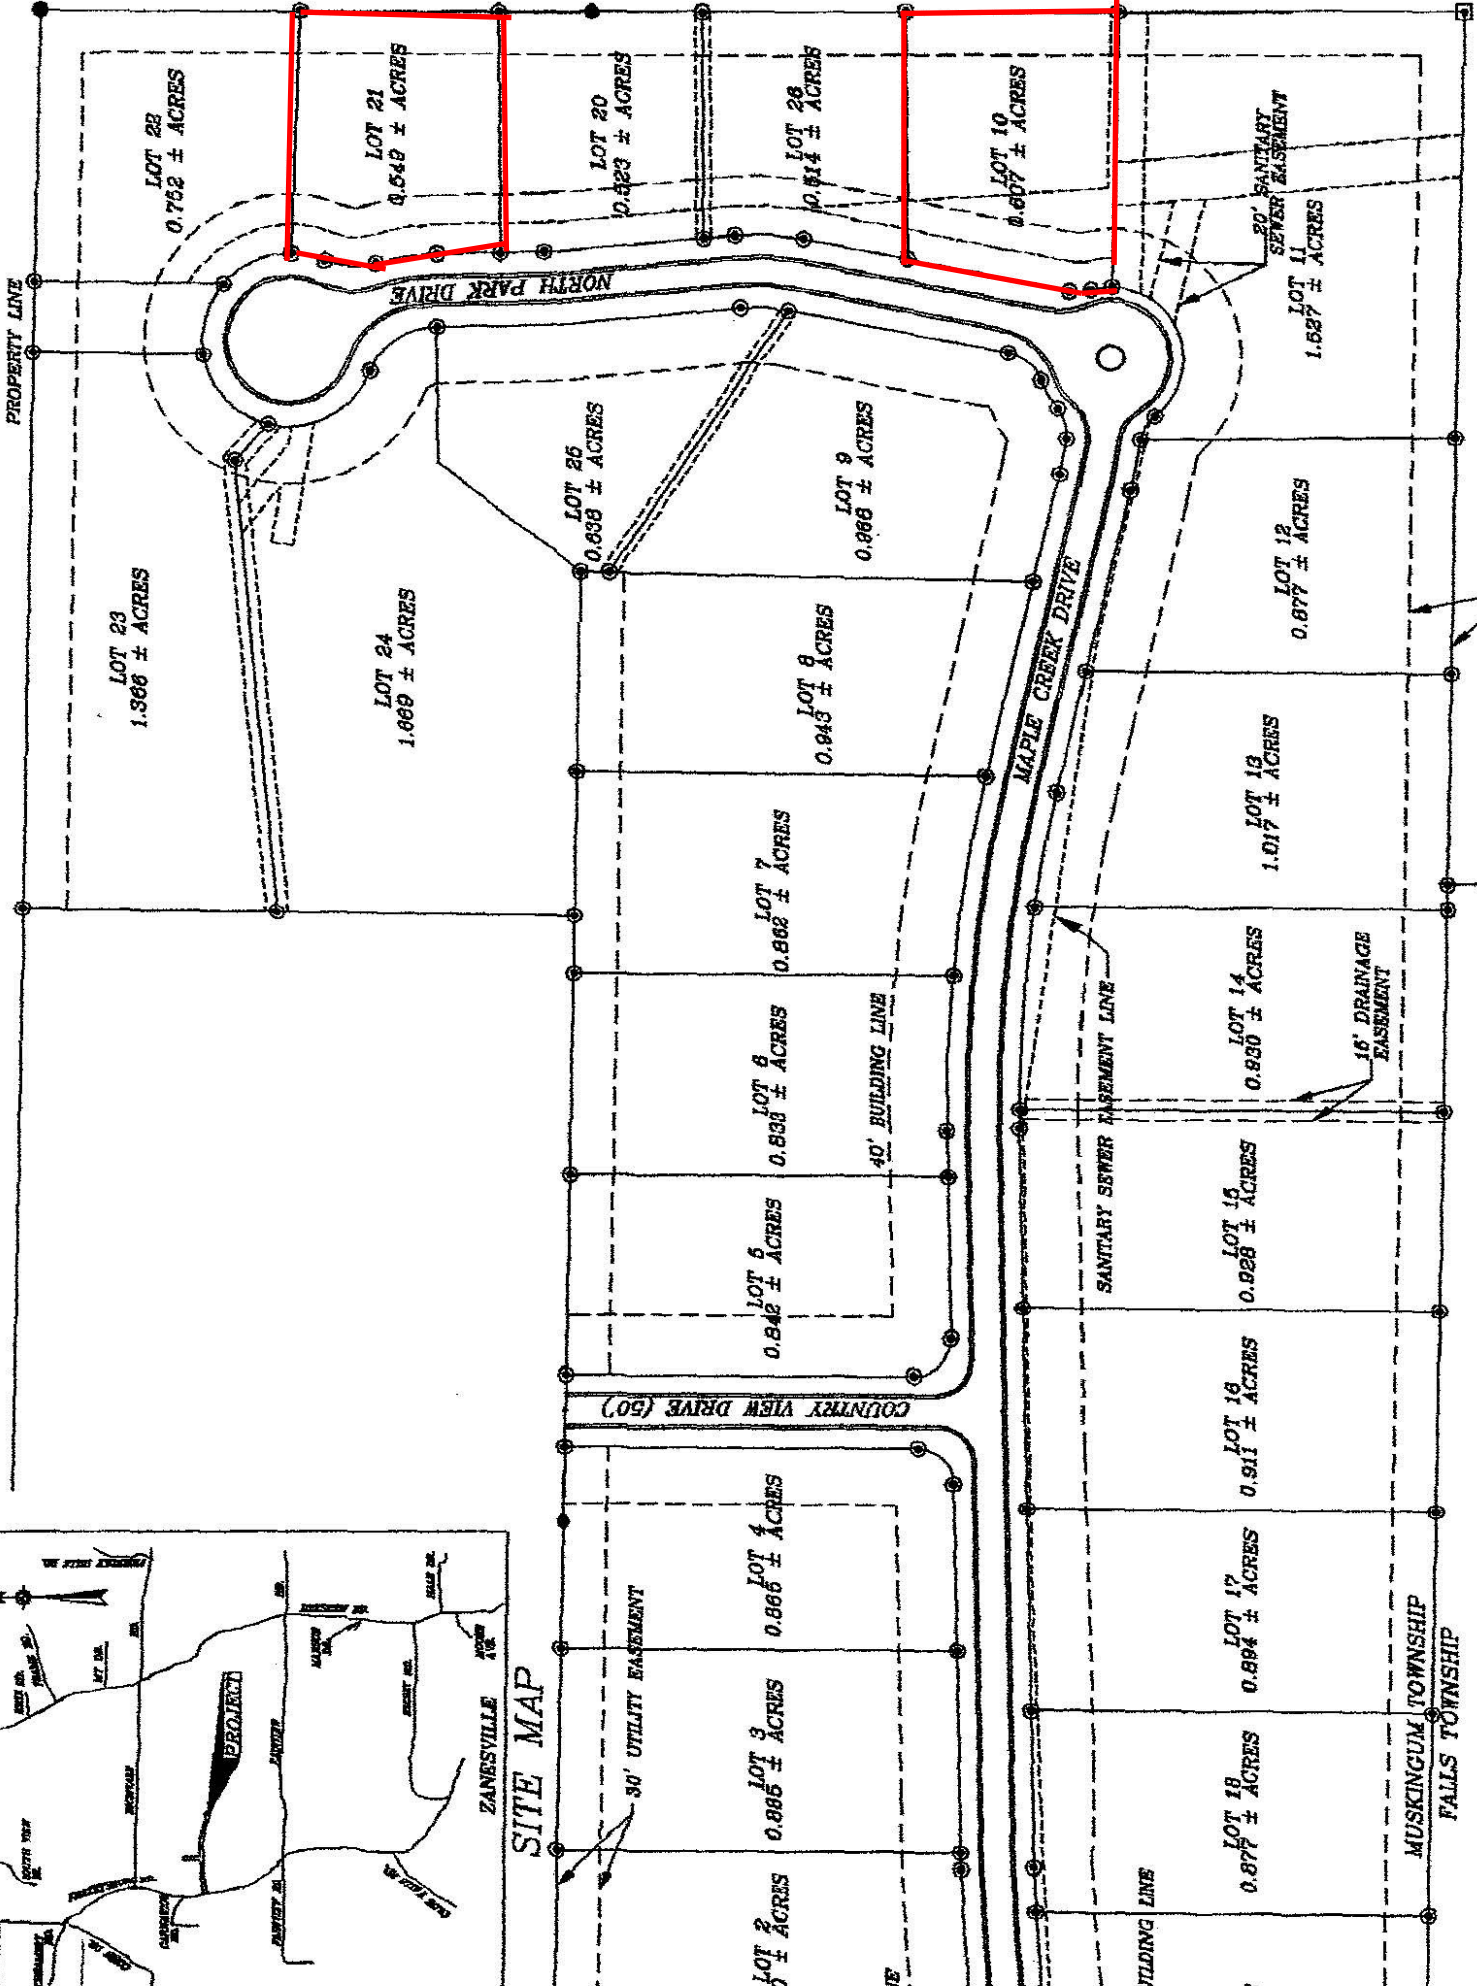 PROPERTY LINE
LOT 22
0.752 ± ACRES
LOT 21
0.549 ± ACRES
LOT 20
0.523 ± ACRES
LOT 26
0.514 ± ACRES
LOT 10
0.607 ± ACRES
20' SANITARY
SEWER EASEMENT
LOT 11
1.527 ± ACRES
NORTH PARK DRIVE
LOT 25
0.638 ± ACRES
LOT 9
0.966 ± ACRES
LOT 12
0.877 ± ACRES
LOT 23
1.366 ± ACRES
LOT 24
1.669 ± ACRES
LOT 8
0.943 ± ACRES
MAPLE CREEK DRIVE
LOT 13
1.017 ± ACRES
LOT 7
0.862 ± ACRES
LOT 14
0.930 ± ACRES
16' DRAINAGE
EASEMENT
LOT 6
0.833 ± ACRES
40' BUILDING LINE
SANITARY SEWER EASEMENT LINE
LOT 5
0.842 ± ACRES
LOT 15
0.928 ± ACRES
COUNTRY VIEW DRIVE (50')
LOT 16
0.911 ± ACRES
LOT 4
0.865 ± ACRES
LOT 17
0.894 ± ACRES
30' UTILITY EASEMENT
LOT 3
0.885 ± ACRES
LOT 18
0.877 ± ACRES
MUSKINGUM TOWNSHIP
FALLS TOWNSHIP
LOT 2
± ACRES
ILDING LINE
PROJECT
ZANESVILLE
SITE MAP